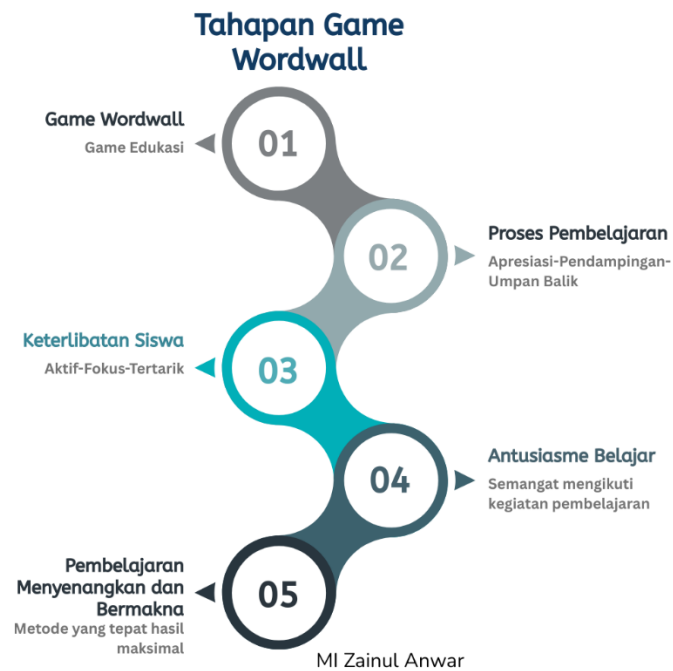 Tahapan Game
Wordwall
Game Wordwall
Game Edukasi
01
02
Proses Pembelajaran
Apresiasi-Pendampingan-
Umpan Balik
Keterlibatan Siswa
Aktif-Fokus-Tertarik
03
04
Antusiasme Belajar
Semangat mengikuti
kegiatan pembelajaran
Pembelajaran
Menyenangkan dan
Bermakna
Metode yang tepat hasil
maksimal
05
MI Zainul Anwar